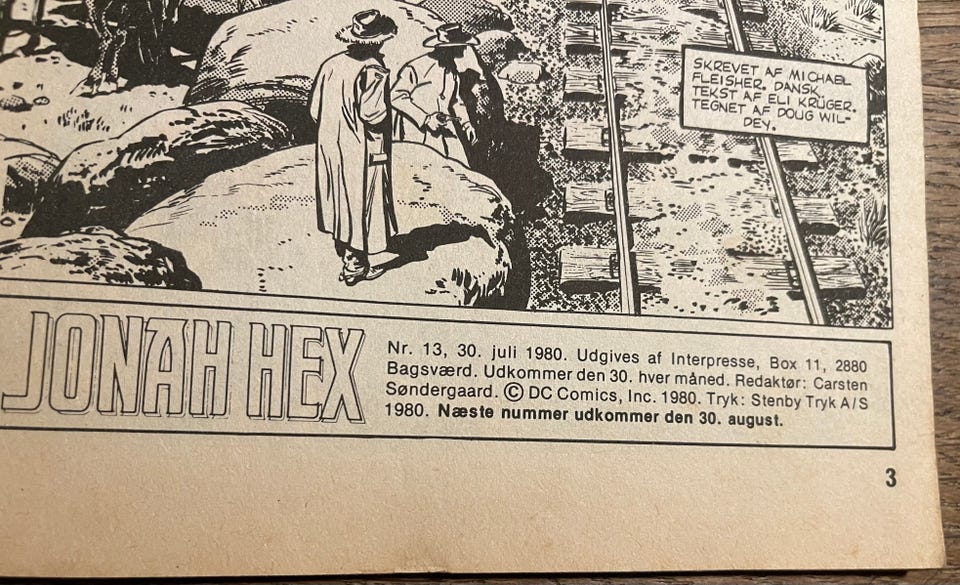 SKREVET AF MICHAEL
FLEISHER. DANSK
TEKST AF ELI KRÜGER.
TEGNET AF DOUG WIL-
DEY.
JONAH HEX
Nr. 13, 30. juli 1980. Udgives af Interpresse, Box 11, 2880
Bagsværd. Udkommer den 30. hver måned. Redaktør: Carsten
Søndergaard. © DC Comics, Inc. 1980. Tryk: Stenby Tryk A/S
1980. Næste nummer udkommer den 30. august.
3